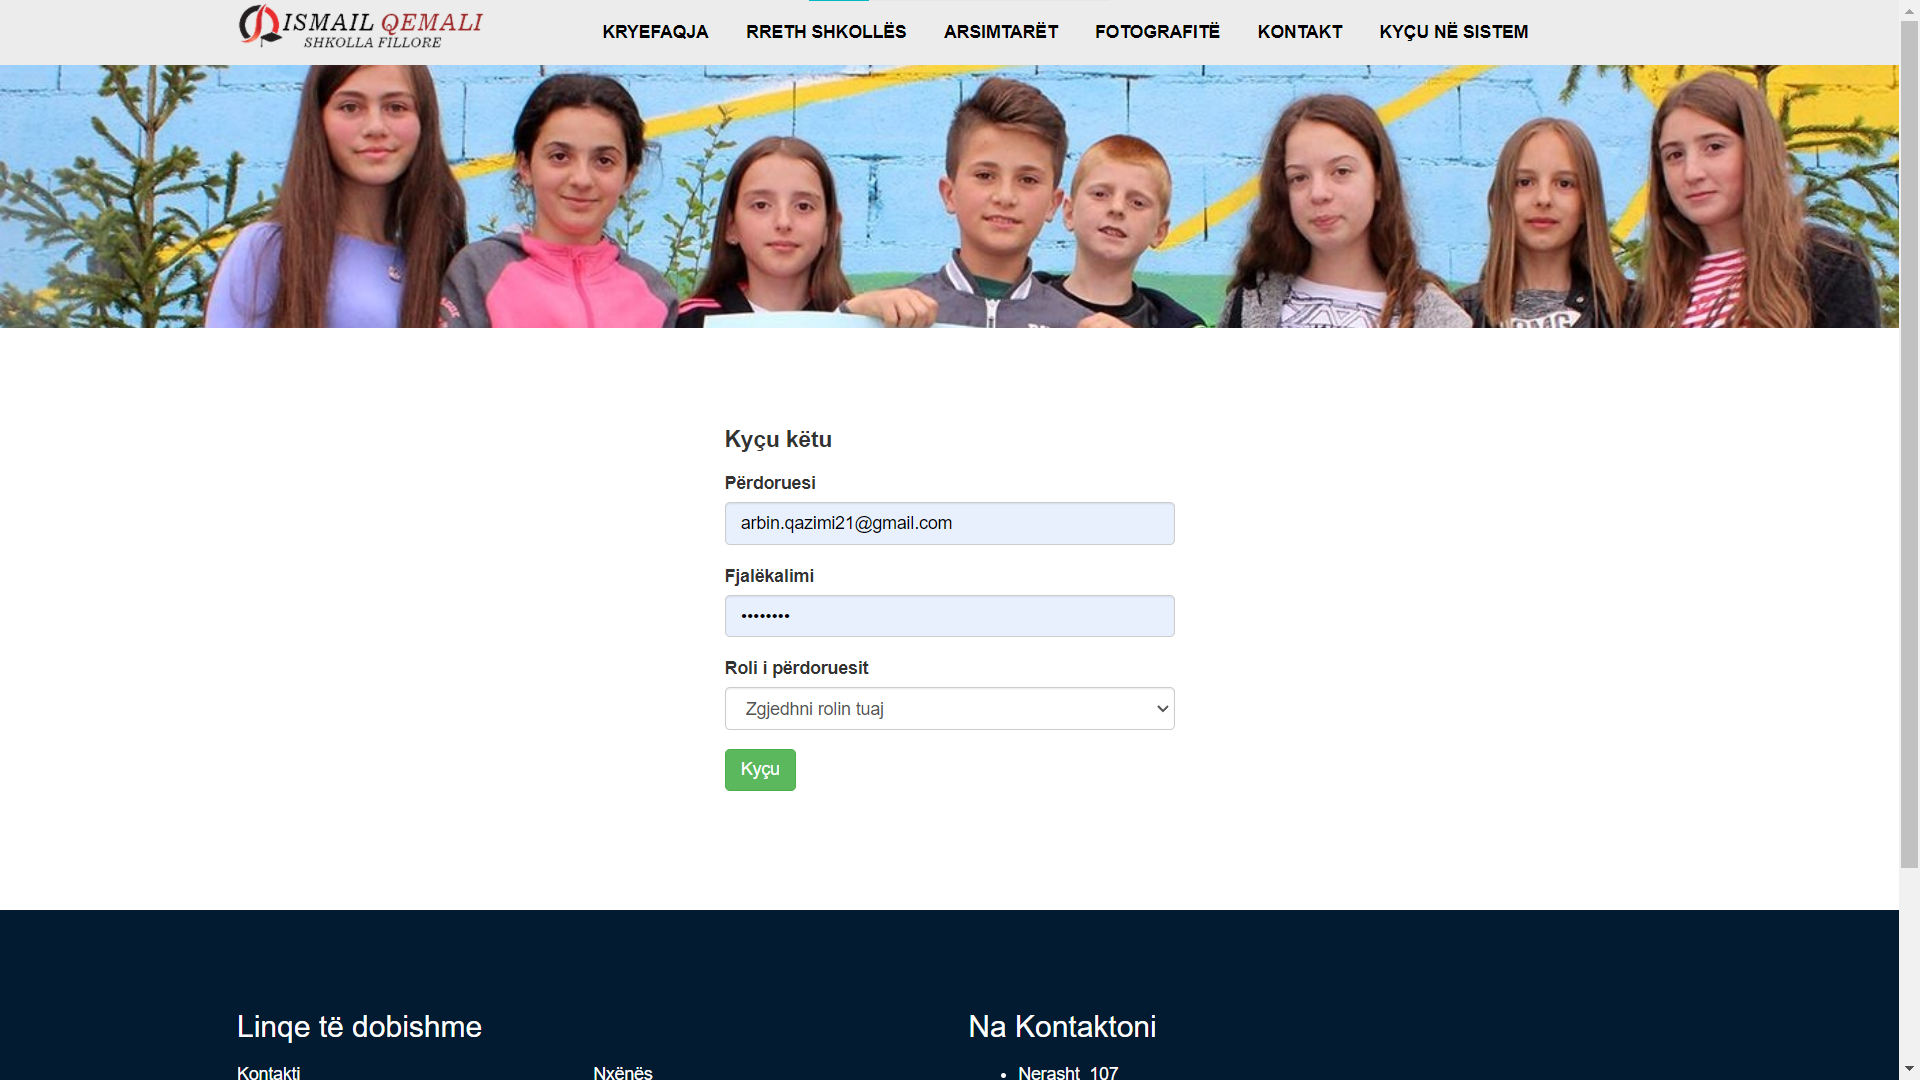 ISMAIL QEMALI
SHKOLLA FILLORE
KRYEFAQJA
RRETH SHKOLLËS
ARSIMTARËT
FOTOGRAFITË
KONTAKT
KYÇU NË SISTEM
OMG
Kyçu këtu
Përdoruesi
arbin.qazimi21@gmail.com
Fjalëkalimi
••••••••
Roli i përdoruesit
Zgjedhni rolin tuaj
Kyçu
Linqe të dobishme
Na Kontaktoni
Kontakti
Nxënës
• Nerasht 107